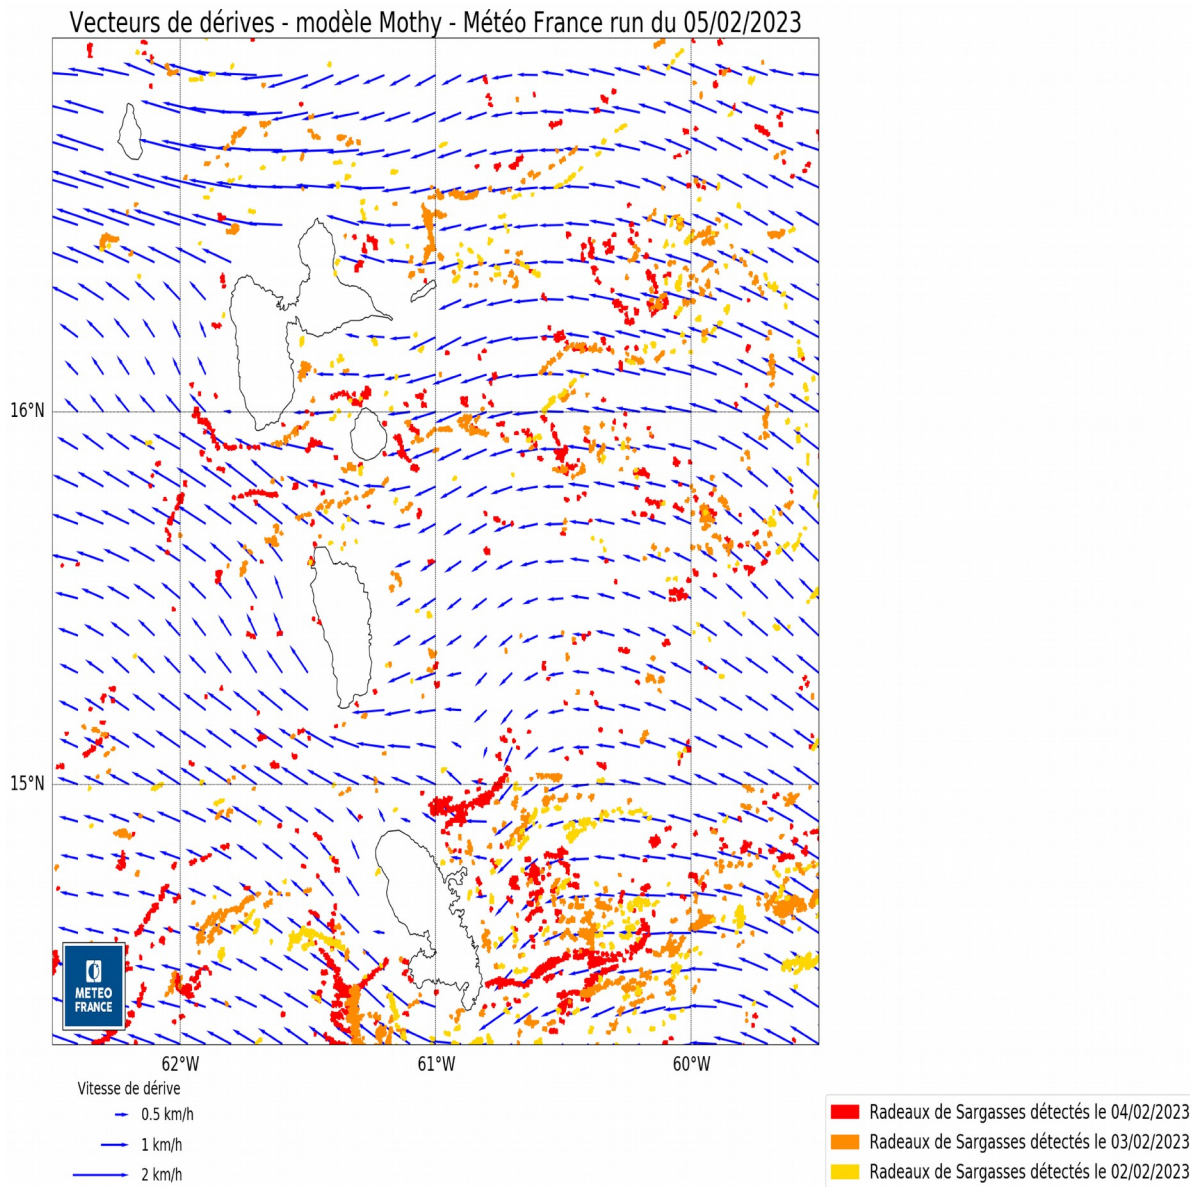 Vecteurs de dérives - modèle Mothy - Météo France run du 05/02/2023
16°N
15°N
METEO
FRANCE
62°W
61°W
60°W
Vitesse de dérive
0.5 km/h
1 km/h
2 km/h
Radeaux de Sargasses détectés le 04/02/2023
Radeaux de Sargasses détectés le 03/02/2023
Radeaux de Sargasses détectés le 02/02/2023